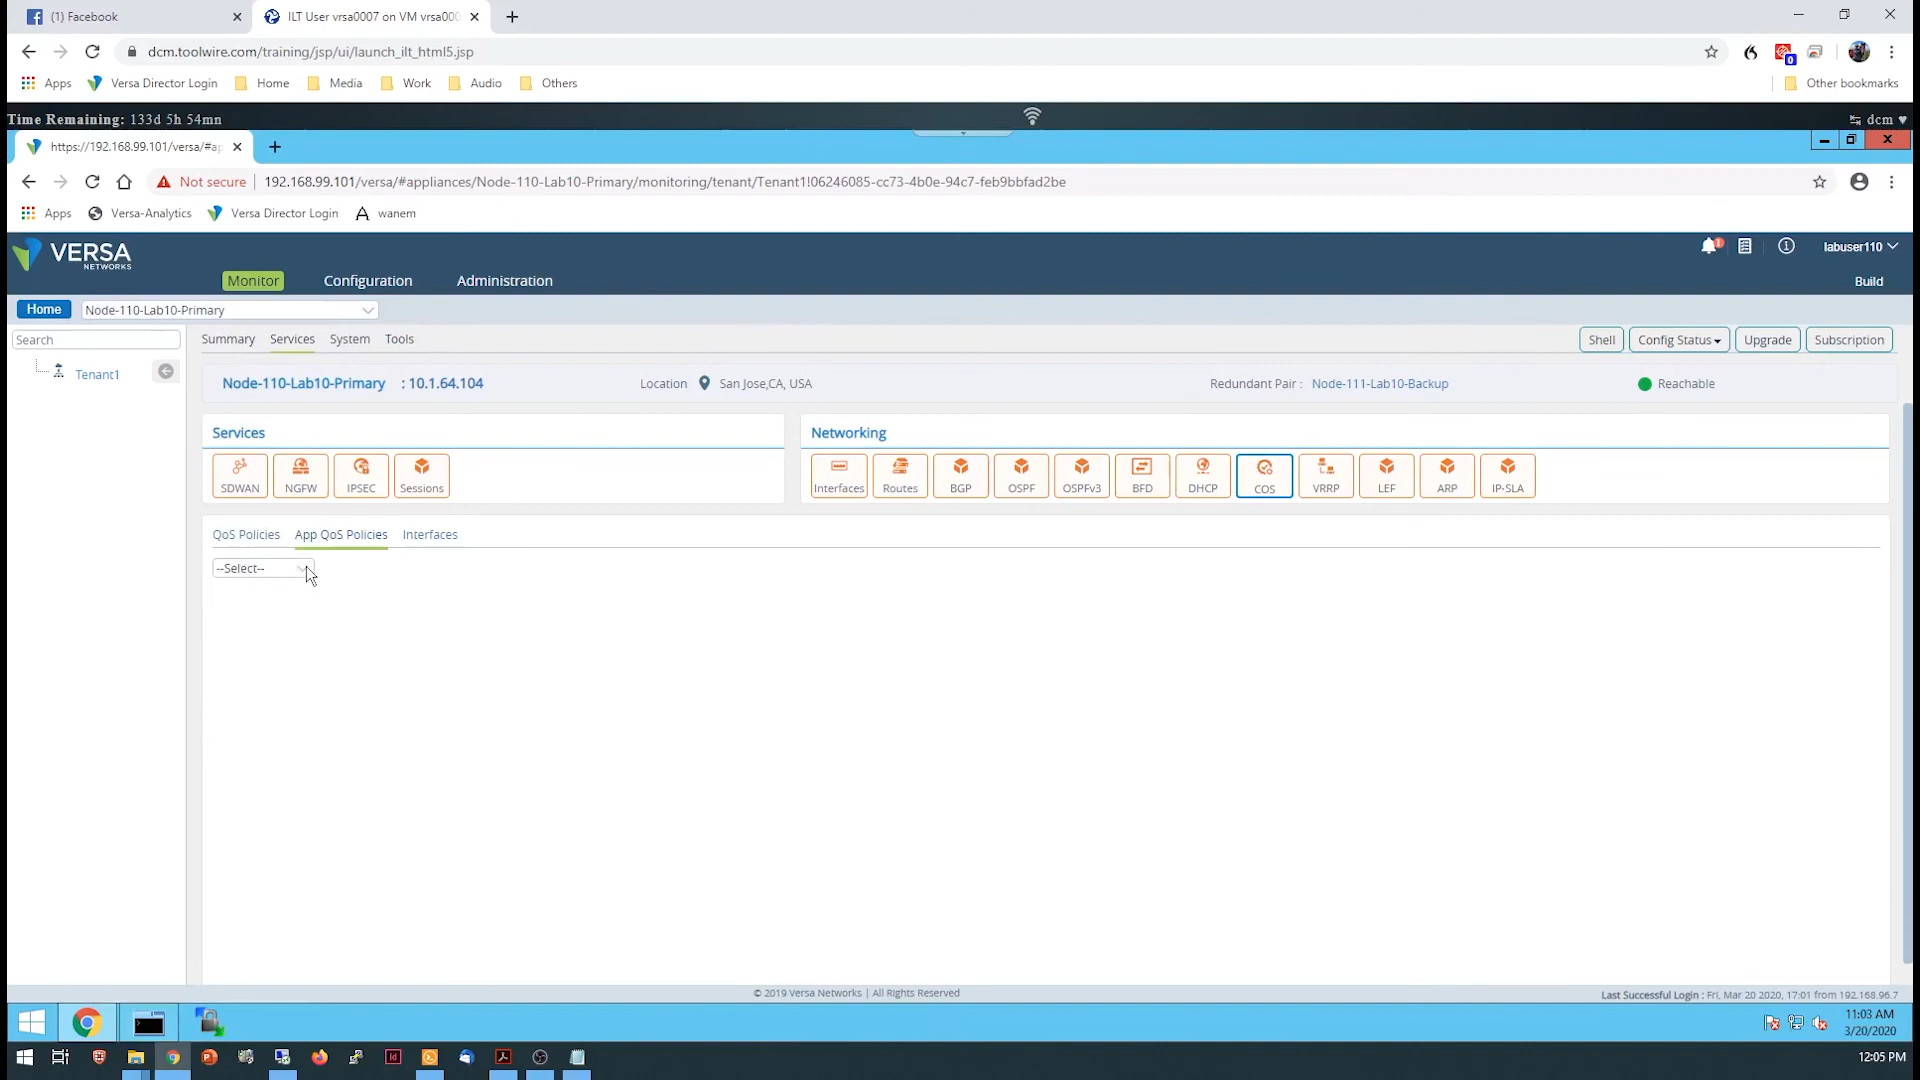 (1) Facebook
ILT User vrsa0007 on VM vrsa000
dcm.toolwire.com/training/jsp/ui/launch_ilt_html5.jsp
0
Apps Versa Director Login Home Media Work Audio Others Other bookmarks
Time Remaining: 133d 5h 54mn
dcm
https://192.168.99.101/versa/#ap
Not secure 192.168.99.101/versa/#appliances/Node-110-Lab10-Primary/monitoring/tenant/Tenant1!06246085-cc73-4b0e-94c7-feb9bbfad2be
Apps Versa-Analytics Versa Director Login wanem
VERSA
NETWORKS
labuser110
Monitor Configuration Administration Build
Home Node-110-Lab10-Primary
Search
Summary Services System Tools
Shell Config Status Upgrade Subscription
Tenant1
Node-110-Lab10-Primary : 10.1.64.104 Location San Jose,CA, USA Redundant Pair : Node-111-Lab10-Backup Reachable
Services
SDWAN NGFW IPSEC Sessions
Networking
Interfaces Routes BGP OSPF OSPFv3 BFD DHCP COS VRRP LEF ARP IP-SLA
QoS Policies App QoS Policies Interfaces
--Select--
© 2019 Versa Networks | All Rights Reserved
Last Successful Login : Fri, Mar 20 2020, 17:01 from 192.168.96.7
11:03 AM
3/20/2020
12:05 PM